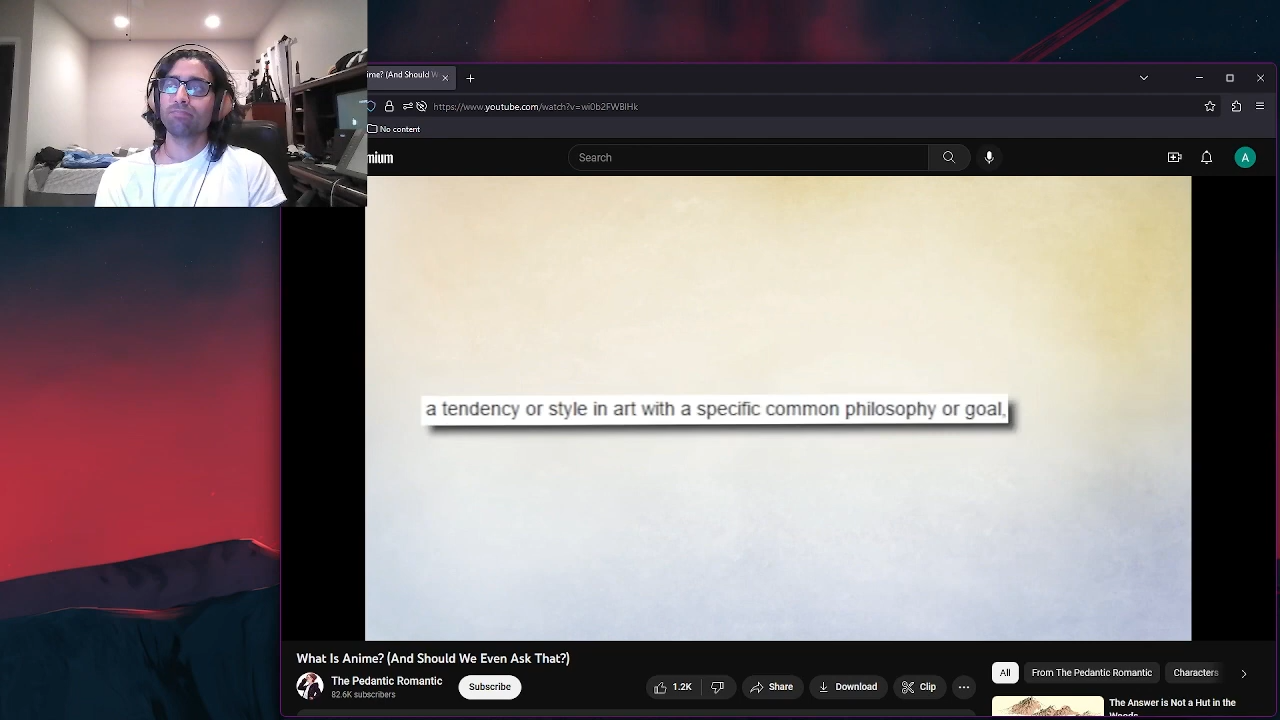 ime? (And Should W
https://www.youtube.com/watch?v=wi0b2FWBlHk
No content
mium
Search
A
a tendency or style in art with a specific common philosophy or goal,
What Is Anime? (And Should We Even Ask That?)
The Pedantic Romantic
82.6K subscribers
Subscribe
1.2K
Share
Download
Clip
All
From The Pedantic Romantic
Characters
The Answer is Not a Hut in the
Woods